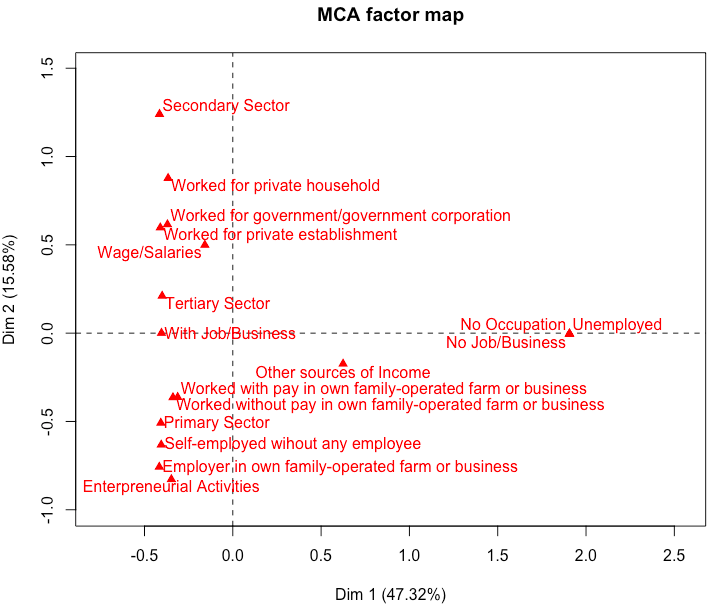 MCA factor map
Secondary Sector
Worked for private household
Worked for government/government corporation
Worked for private establishment
Wage/Salaries
Tertiary Sector
With Job/Business
No Occupation Unemployed
No Job/Business
Other sources of Income
Worked with pay in own family-operated farm or business
Worked without pay in own family-operated farm or business
Primary Sector
Self-employed wihout any employee
Employer in own family-operated farm or business
Enterpreneurial Activities
1.5
1.0
0.5
0.0
-0.5
-1.0
Dim 2 (15.58%)
-0.5 0.0 0.5 1.0 1.5 2.0 2.5
Dim 1 (47.32%)